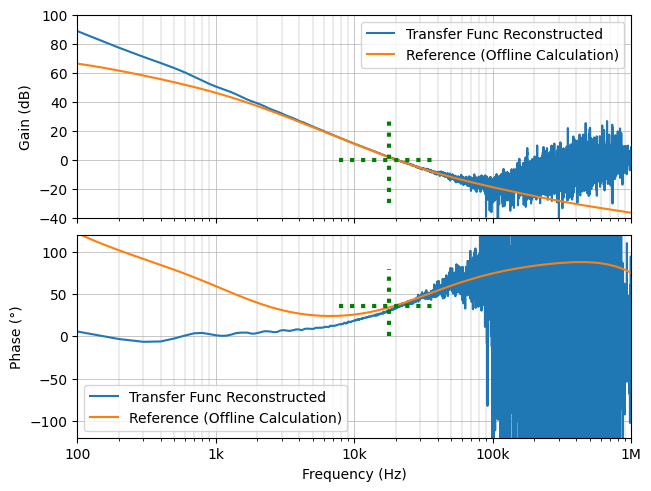 100
80
60
40
20
0
−20
−40
Gain (dB)
Transfer Func Reconstructed
Reference (Offline Calculation)
100
50
0
−50
−100
Phase (°)
Transfer Func Reconstructed
Reference (Offline Calculation)
100 1k 10k 100k 1M
Frequency (Hz)